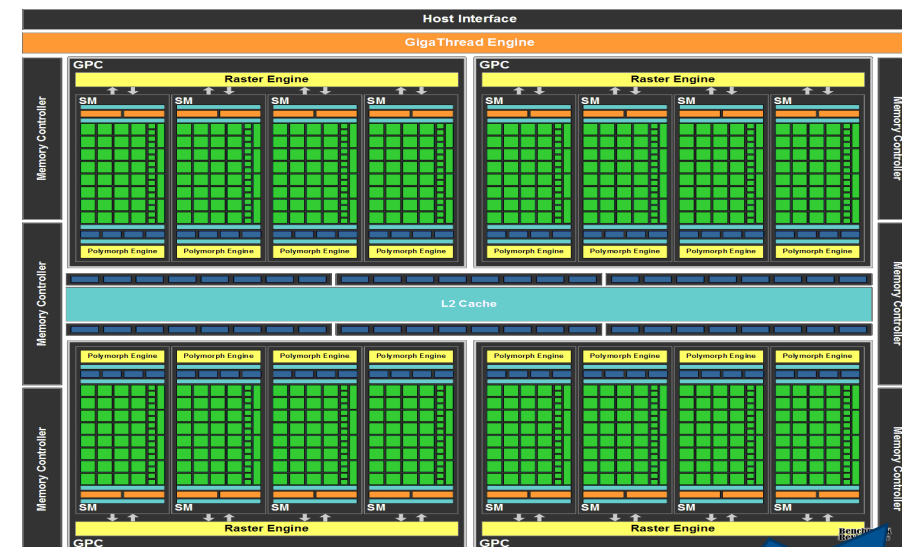 Host Interface
GigaThread Engine
GPC
GPC
Raster Engine
Raster Engine
SM
SM
SM
SM
SM
SM
SM
SM
Memory Controller
Memory Controller
Polymorph Engine
Polymorph Engine
Polymorph Engine
Polymorph Engine
Polymorph Engine
Polymorph Engine
Polymorph Engine
Polymorph Engine
Memory Controller
L2 Cache
Memory Controller
Polymorph Engine
Polymorph Engine
Polymorph Engine
Polymorph Engine
Polymorph Engine
Polymorph Engine
Polymorph Engine
Polymorph Engine
Memory Controller
Memory Controller
SM
SM
SM
SM
SM
SM
SM
SM
Raster Engine
Raster Engine
GPC
GPC